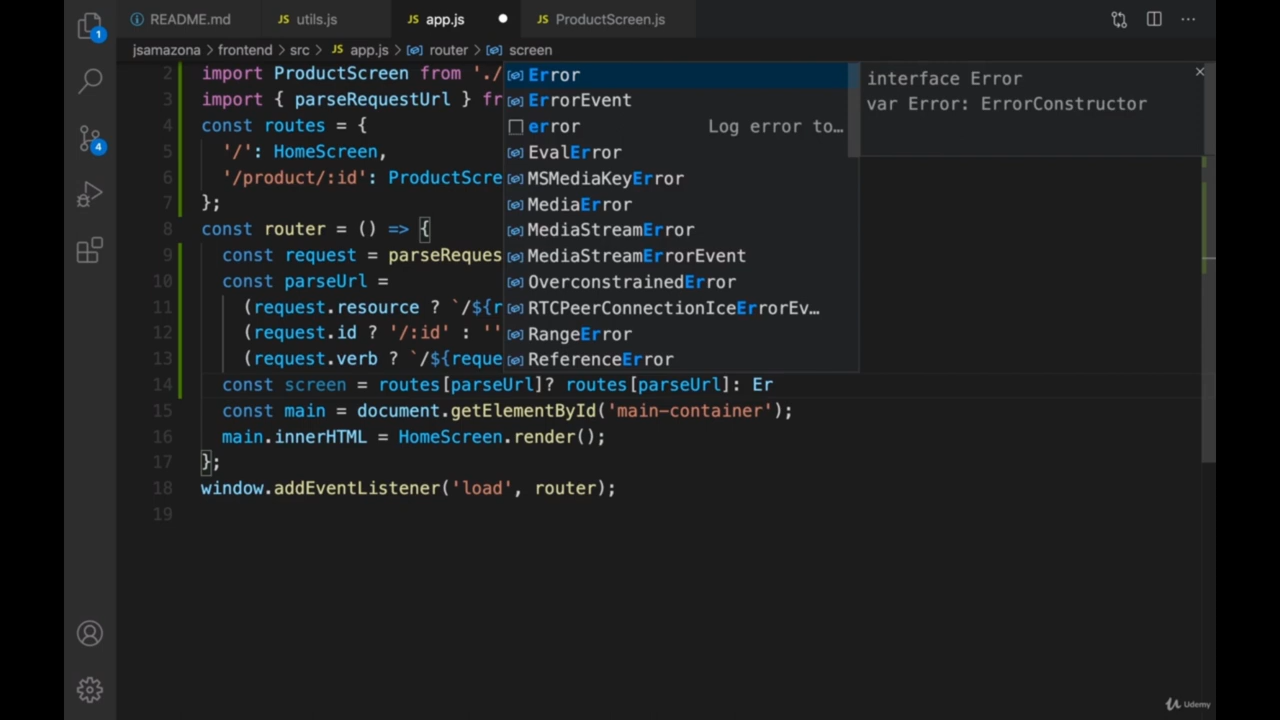 README.md
utils.js
app.js
ProductScreen.js
1
jsamazona > frontend > src > JS app.js > router > screen
2 import ProductScreen from './
3 import { parseRequestUrl } fr
4 const routes = {
5 '/': HomeScreen,
6 '/product/:id': ProductScre
7 };
8 const router = () => {
9 const request = parseReques
10 const parseUrl =
11 (request.resource ? `/${r
12 (request.id ? '/:id' : ''
13 (request.verb ? `/${reque
14 const screen = routes[parseUrl]? routes[parseUrl]: Er
15 const main = document.getElementById('main-container');
16 main.innerHTML = HomeScreen.render();
17 };
18 window.addEventListener('load', router);
19
Error
ErrorEvent
error Log error to…
EvalError
MSMediaKeyError
MediaError
MediaStreamError
MediaStreamErrorEvent
OverconstrainedError
RTCPeerConnectionIceErrorEv…
RangeError
ReferenceError
interface Error
var Error: ErrorConstructor
4
Udemy